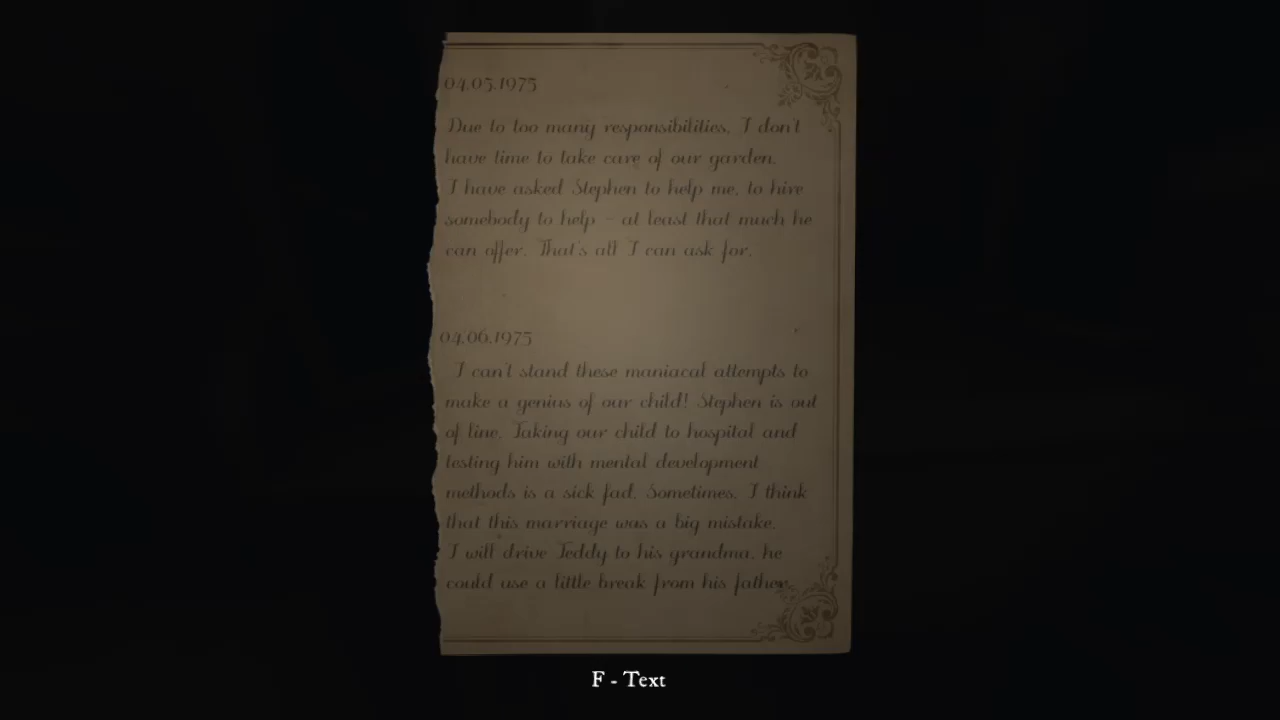 04.05.1975
Due to too many responsibilities, I don't
have time to take care of our garden.
I have asked Stephen to help me, to hire
somebody to help - at least that much he
can offer. That's all I can ask for.
04.06.1975
I can't stand these maniacal attempts to
make a genius of our child! Stephen is out
of line. Taking our child to hospital and
testing him with mental development
methods is a sick fad. Sometimes, I think
that this marriage was a big mistake.
I will drive Teddy to his grandma, he
could use a little break from his father.
F - Text